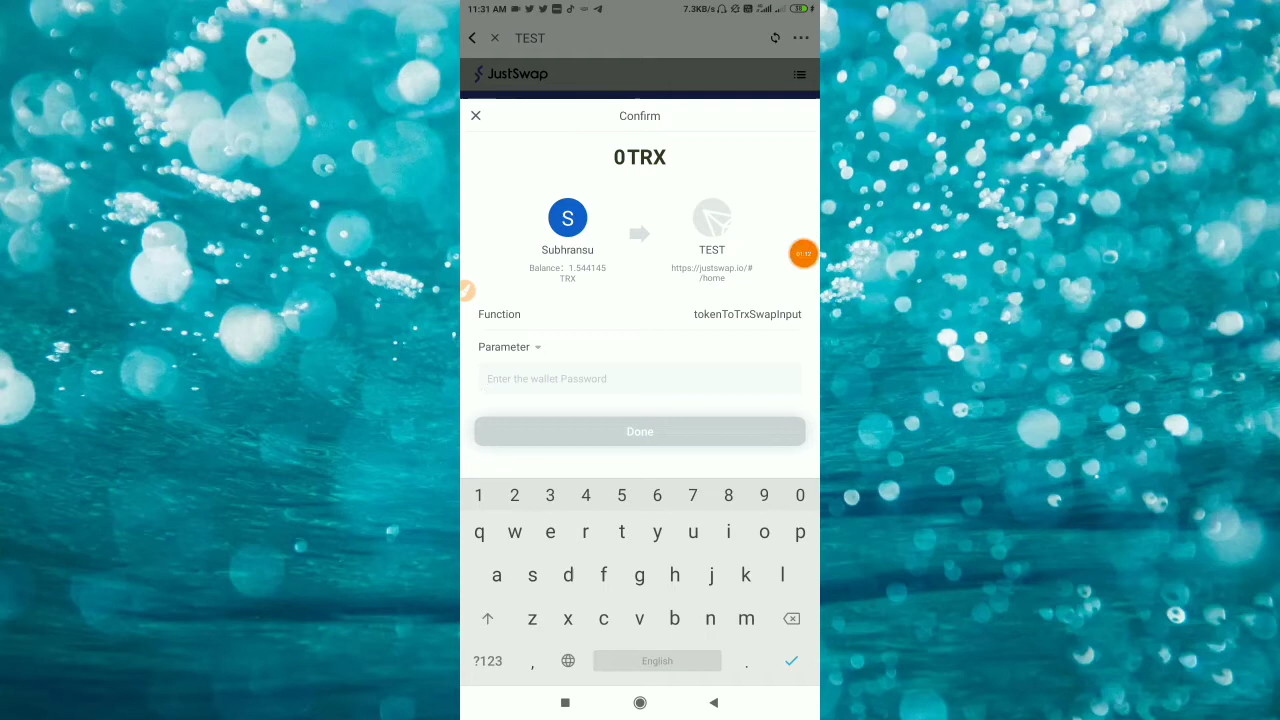 11:31 AM 7.3KB/s
TEST
JustSwap
Confirm
0TRX
S
Subhransu TEST
Balance: 1.544145 TRX
https://justswap.io/#/home
01:12
Function tokenToTrxSwapInput
Parameter
Enter the wallet Password
Done
1 2 3 4 5 6 7 8 9 0
q w e r t y u i o p
a s d f g h j k l
z x c v b n m
?123 , English .